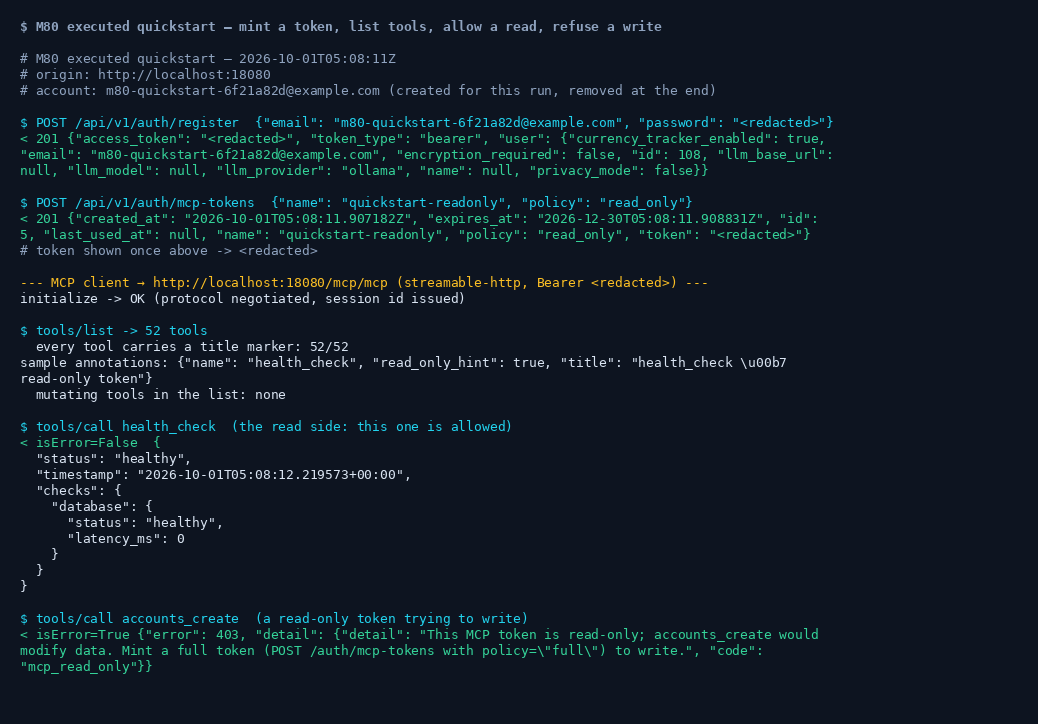 $ M80 executed quickstart — mint a token, list tools, allow a read, refuse a write
# M80 executed quickstart — 2026-10-01T05:08:11Z
# origin: http://localhost:18080
# account: m80-quickstart-6f21a82d@example.com (created for this run, removed at the end)
$ POST /api/v1/auth/register  {"email": "m80-quickstart-6f21a82d@example.com", "password": "<redacted>"}
< 201 {"access_token": "<redacted>", "token_type": "bearer", "user": {"currency_tracker_enabled": true,
"email": "m80-quickstart-6f21a82d@example.com", "encryption_required": false, "id": 108, "llm_base_url":
null, "llm_model": null, "llm_provider": "ollama", "name": null, "privacy_mode": false}}
$ POST /api/v1/auth/mcp-tokens  {"name": "quickstart-readonly", "policy": "read_only"}
< 201 {"created_at": "2026-10-01T05:08:11.907182Z", "expires_at": "2026-12-30T05:08:11.908831Z", "id":
5, "last_used_at": null, "name": "quickstart-readonly", "policy": "read_only", "token": "<redacted>"}
# token shown once above -> <redacted>
--- MCP client → http://localhost:18080/mcp/mcp (streamable-http, Bearer <redacted>) ---
initialize -> OK (protocol negotiated, session id issued)
$ tools/list -> 52 tools
  every tool carries a title marker: 52/52
sample annotations: {"name": "health_check", "read_only_hint": true, "title": "health_check \u00b7
read-only token"}
  mutating tools in the list: none
$ tools/call health_check  (the read side: this one is allowed)
< isError=False  {
  "status": "healthy",
  "timestamp": "2026-10-01T05:08:12.219573+00:00",
  "checks": {
    "database": {
      "status": "healthy",
      "latency_ms": 0
    }
  }
}
$ tools/call accounts_create  (a read-only token trying to write)
< isError=True {"error": 403, "detail": {"detail": "This MCP token is read-only; accounts_create would
modify data. Mint a full token (POST /auth/mcp-tokens with policy=\"full\") to write.", "code":
"mcp_read_only"}}